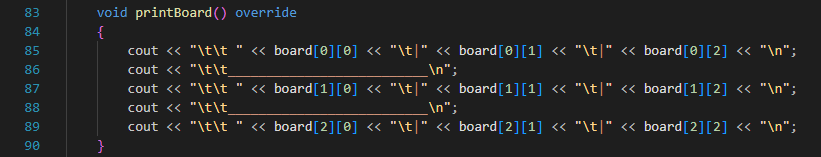 83 void printBoard() override
84 {
85 cout << "\t\t " << board[0][0] << "\t|" << board[0][1] << "\t|" << board[0][2] << "\n";
86 cout << "\t\t__________________________\n";
87 cout << "\t\t " << board[1][0] << "\t|" << board[1][1] << "\t|" << board[1][2] << "\n";
88 cout << "\t\t__________________________\n";
89 cout << "\t\t " << board[2][0] << "\t|" << board[2][1] << "\t|" << board[2][2] << "\n";
90 }